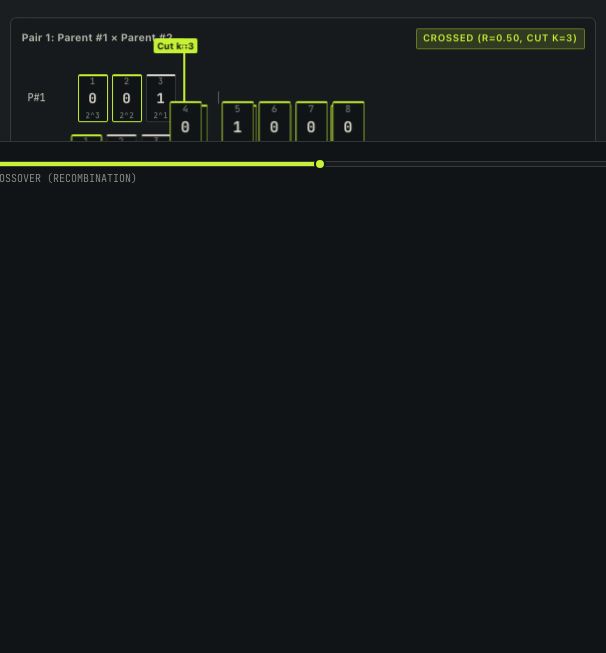 Pair 1: Parent #1 × Parent #2
Cut k=3
CROSSED (R=0.50, CUT K=3)
P#1
1 2 3
0 0 1
2^3 2^2 2^1
4 5 6 7 8
0 1 0 0 0
OSSOVER (RECOMBINATION)